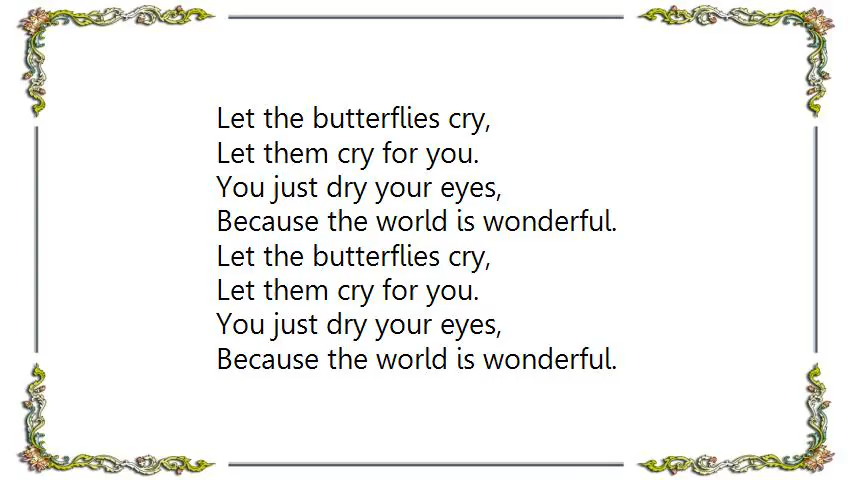 Let the butterflies cry,
Let them cry for you.
You just dry your eyes,
Because the world is wonderful.
Let the butterflies cry,
Let them cry for you.
You just dry your eyes,
Because the world is wonderful.